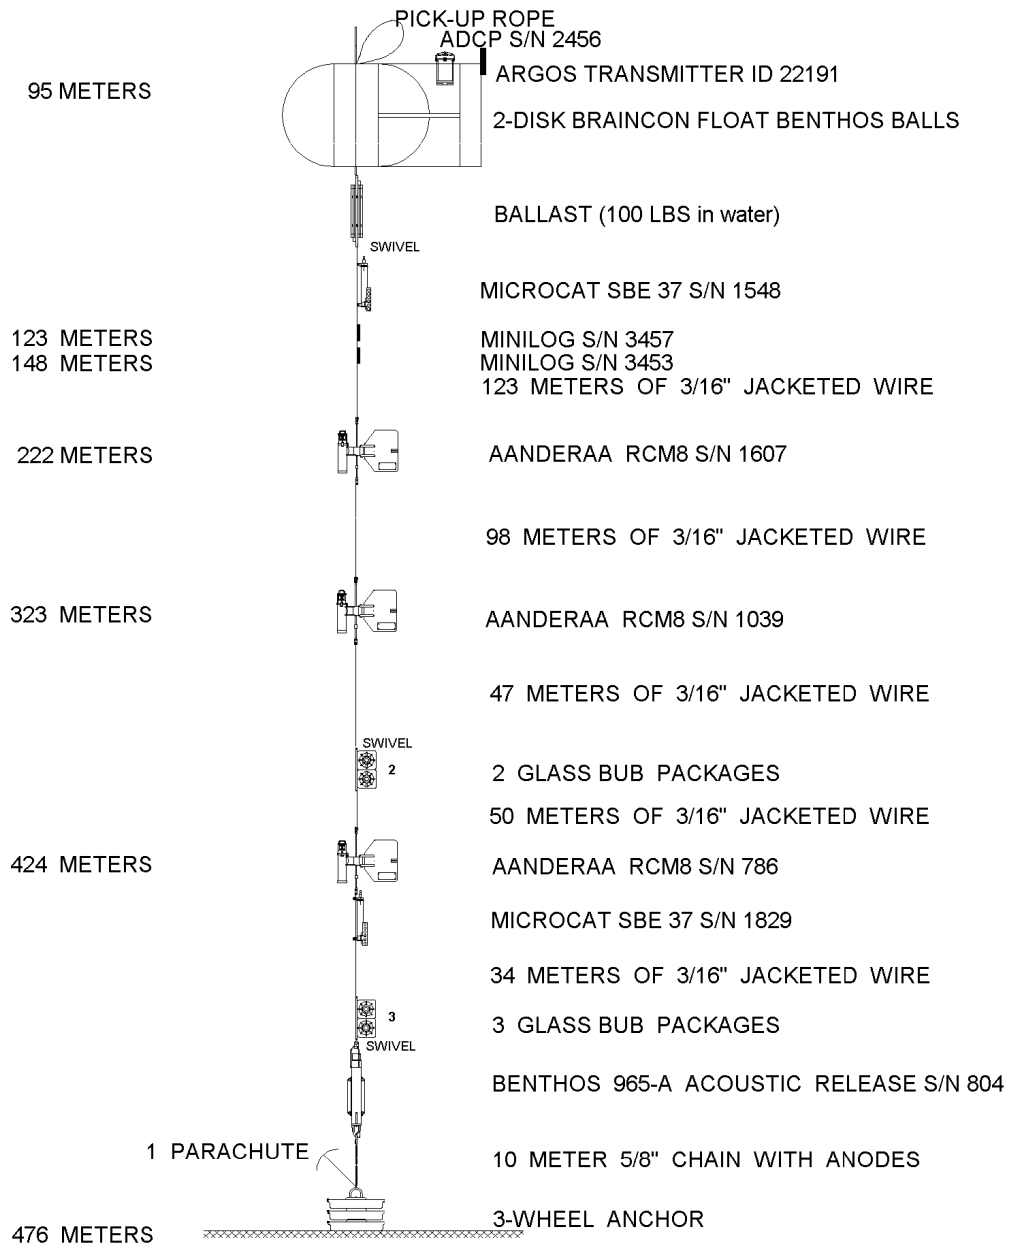 PICK-UP ROPE
ADCP S/N 2456
ARGOS TRANSMITTER ID 22191
95 METERS
2-DISK BRAINCON FLOAT BENTHOS BALLS
BALLAST (100 LBS in water)
SWIVEL
MICROCAT SBE 37 S/N 1548
123 METERS
MINILOG S/N 3457
148 METERS
MINILOG S/N 3453
123 METERS OF 3/16" JACKETED WIRE
222 METERS
AANDERAA RCM8 S/N 1607
98 METERS OF 3/16" JACKETED WIRE
323 METERS
AANDERAA RCM8 S/N 1039
47 METERS OF 3/16" JACKETED WIRE
SWIVEL
2
2 GLASS BUB PACKAGES
50 METERS OF 3/16" JACKETED WIRE
424 METERS
AANDERAA RCM8 S/N 786
MICROCAT SBE 37 S/N 1829
34 METERS OF 3/16" JACKETED WIRE
3
3 GLASS BUB PACKAGES
SWIVEL
BENTHOS 965-A ACOUSTIC RELEASE S/N 804
1 PARACHUTE
10 METER 5/8" CHAIN WITH ANODES
3-WHEEL ANCHOR
476 METERS